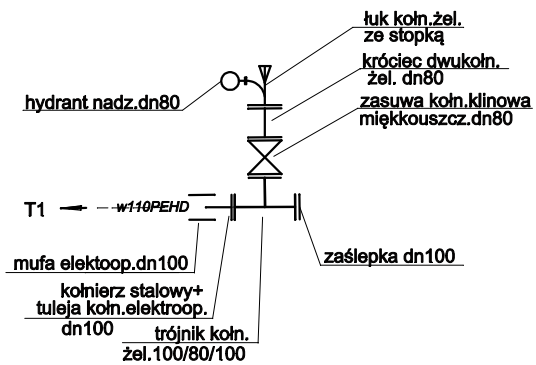 łuk kołn.żel.
ze stopką
króciec dwukołn.
żel. dn80
hydrant nadz.dn80
zasuwa kołn.klinowa
miękkouszcz.dn80
T1
w110PEHD
mufa elektoop.dn100
zaślepka dn100
kołnierz stalowy+
tuleja kołn.elektroop.
dn100
trójnik kołn.
żel.100/80/100